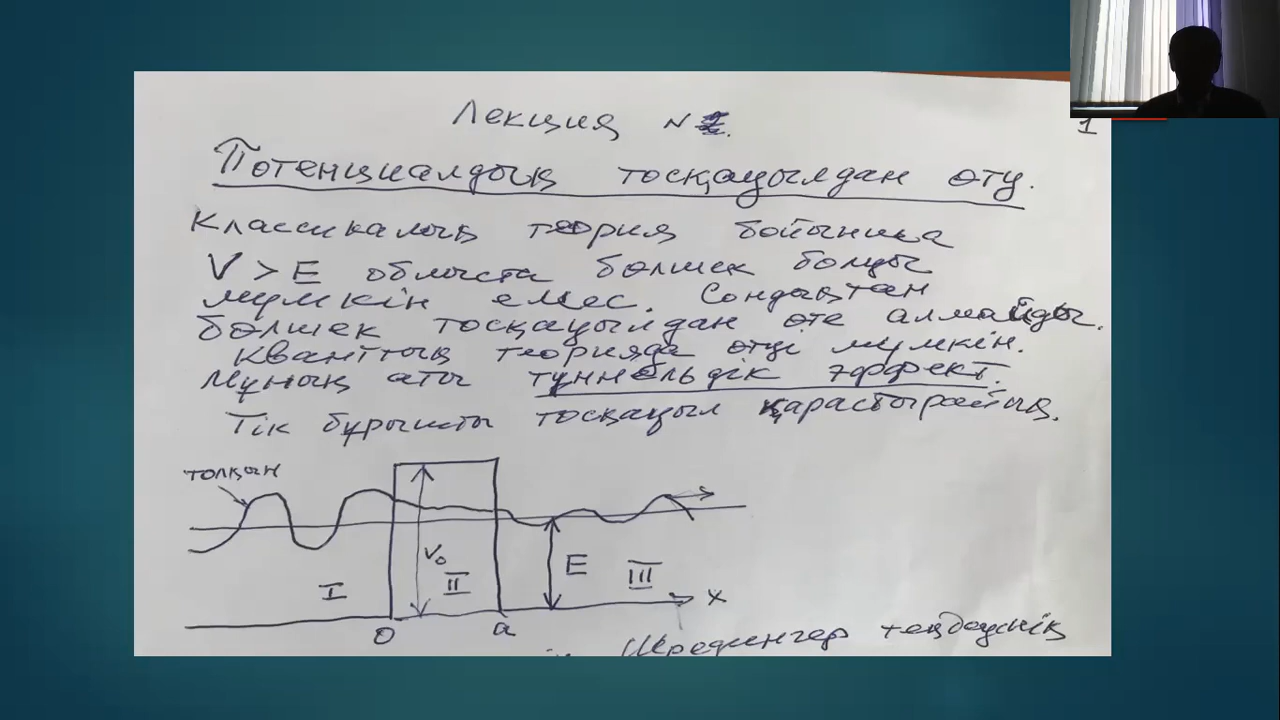 Лекция №
1
Потенциалдық тосқауылдан өту.
Классикалық теория бойынша
V > E облыста бөлшек болуы
мүмкін емес. Сондықтан
бөлшек тосқауылдан өте алмайды.
Кванттық теорияда өтуі мүмкін.
Мұның аты туннельдік эффект.
Тік бұрышты тосқауыл қарастырайық.
толқын
V₀
E
I II III
x
0 a
Шредингер теңдеуінің